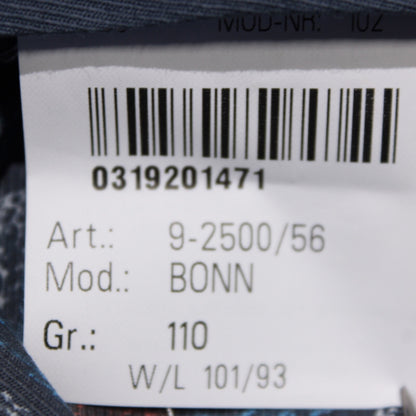 MOD-NR. 102
0319201471
Art.: 9-2500/56
Mod.: BONN
Gr.: 110
W/L 101/93